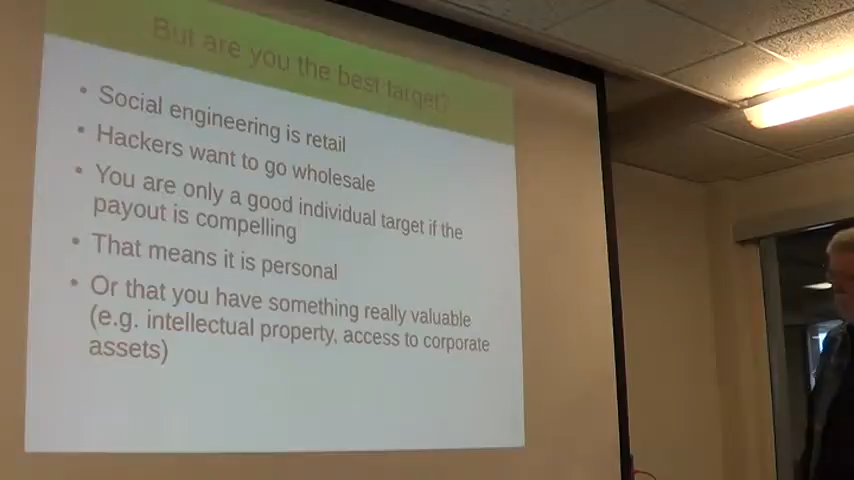 But are you the best target?
• Social engineering is retail
• Hackers want to go wholesale
• You are only a good individual target if the
payout is compelling
• That means it is personal
• Or that you have something really valuable
(e.g. intellectual property, access to corporate
assets)